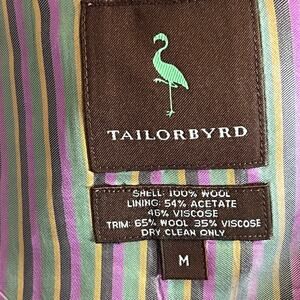 TAILORBYRD
SHELL: 100% WOOL
LINING: 54% ACETATE
46% VISCOSE
TRIM: 65% WOOL 35% VISCOSE
DRY CLEAN ONLY
M